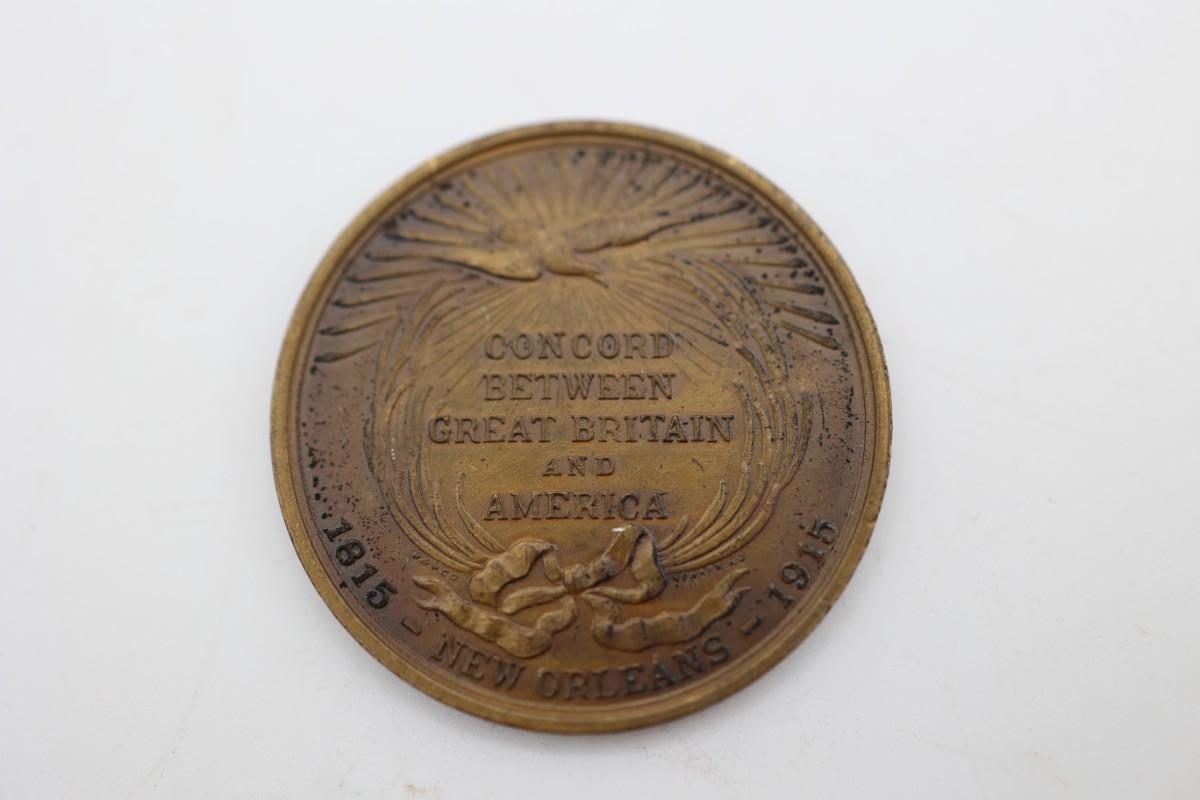 CONCORD
BETWEEN
GREAT BRITAIN
AND
AMERICA
1815 – NEW ORLEANS – 1915